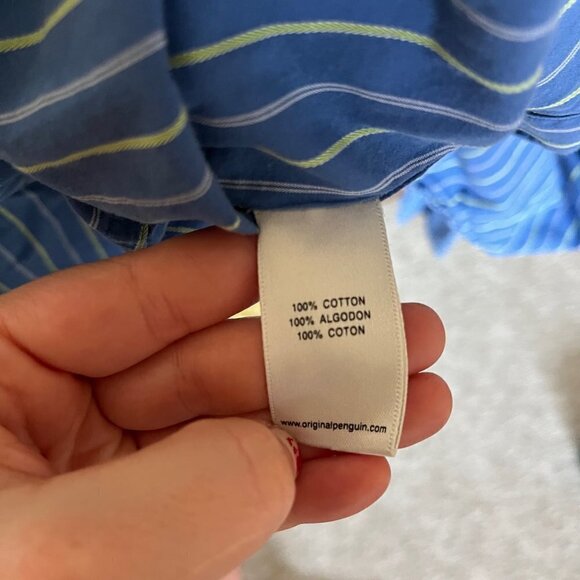 100% COTTON
100% ALGODON
100% COTON
www.originalpenguin.com